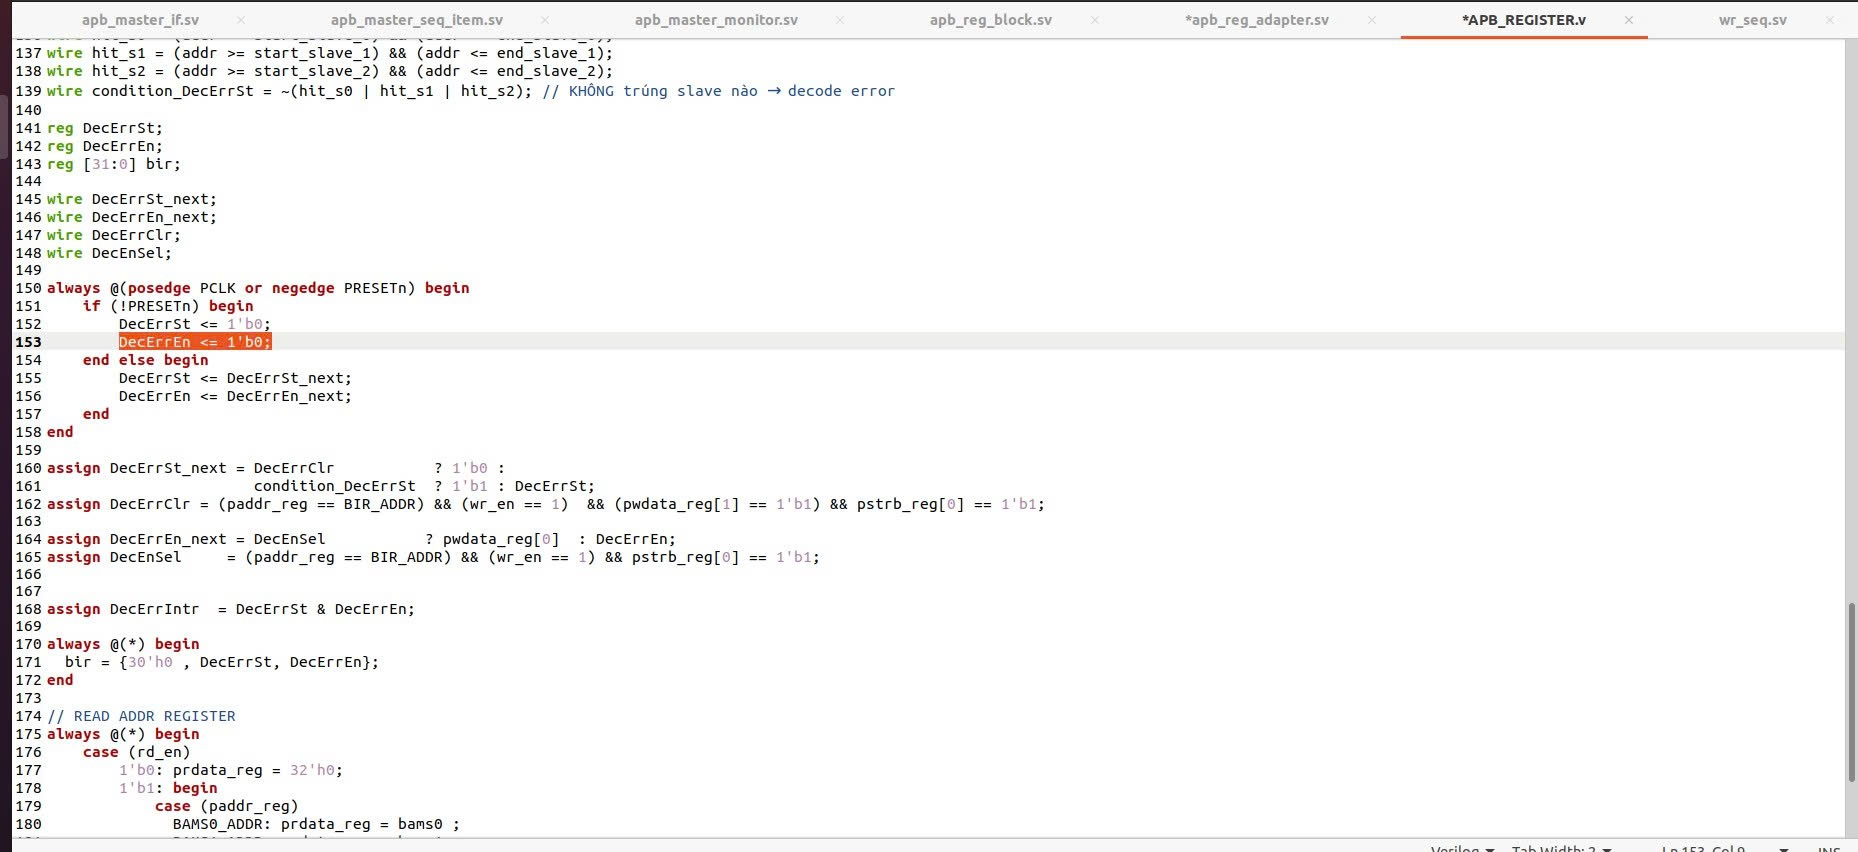 apb_master_if.sv × apb_master_seq_item.sv × apb_master_monitor.sv × apb_reg_block.sv × *apb_reg_adapter.sv × *APB_REGISTER.v × wr_seq.sv ×
137 wire hit_s1 = (addr >= start_slave_1) && (addr <= end_slave_1);
138 wire hit_s2 = (addr >= start_slave_2) && (addr <= end_slave_2);
139 wire condition_DecErrSt = ~(hit_s0 | hit_s1 | hit_s2); // KHÔNG trúng slave nào → decode error
140
141 reg DecErrSt;
142 reg DecErrEn;
143 reg [31:0] bir;
144
145 wire DecErrSt_next;
146 wire DecErrEn_next;
147 wire DecErrClr;
148 wire DecEnSel;
149
150 always @(posedge PCLK or negedge PRESETn) begin
151 if (!PRESETn) begin
152 DecErrSt <= 1'b0;
153 DecErrEn <= 1'b0;
154 end else begin
155 DecErrSt <= DecErrSt_next;
156 DecErrEn <= DecErrEn_next;
157 end
158 end
159
160 assign DecErrSt_next = DecErrClr ? 1'b0 :
161 condition_DecErrSt ? 1'b1 : DecErrSt;
162 assign DecErrClr = (paddr_reg == BIR_ADDR) && (wr_en == 1) && (pwdata_reg[1] == 1'b1) && pstrb_reg[0] == 1'b1;
163
164 assign DecErrEn_next = DecEnSel ? pwdata_reg[0] : DecErrEn;
165 assign DecEnSel = (paddr_reg == BIR_ADDR) && (wr_en == 1) && pstrb_reg[0] == 1'b1;
166
167
168 assign DecErrIntr = DecErrSt & DecErrEn;
169
170 always @(*) begin
171 bir = {30'h0 , DecErrSt, DecErrEn};
172 end
173
174 // READ ADDR REGISTER
175 always @(*) begin
176 case (rd_en)
177 1'b0: prdata_reg = 32'h0;
178 1'b1: begin
179 case (paddr_reg)
180 BAMS0_ADDR: prdata_reg = bams0 ;
Verilog Tab Width: 2 Ln 153, Col 9 INS